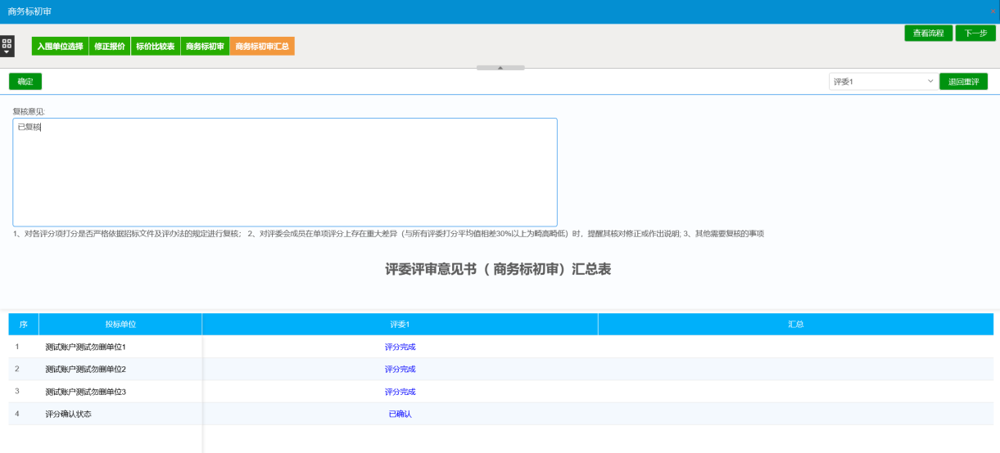 商务标初审
查看流程 下一步
入围单位选择 修正报价 标价比较表 商务标初审 商务标初审汇总
确定 评委1 退回重评
复核意见:
已复核
1、对各评分项打分是否严格依据招标文件及评办法的规定进行复核； 2、对评委会成员在单项评分上存在重大差异（与所有评委打分平均值相差30%以上为畸高畸低）时，提醒其核对修正或作出说明; 3、其他需要复核的事项
评委评审意见书（ 商务标初审）汇总表
序 投标单位 评委1 汇总
1 测试账户测试勿删单位1 评分完成
2 测试账户测试勿删单位2 评分完成
3 测试账户测试勿删单位3 评分完成
4 评分确认状态 已确认